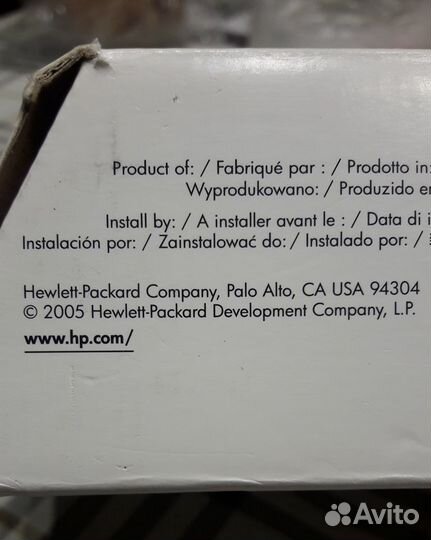 Product of: / Fabriqué par : / Prodotto in:
Wyprodukowano: / Produzido
Install by: / A installer avant le : / Data di
Instalación por: / Zainstalować do: / Instalado por: /
Hewlett-Packard Company, Palo Alto, CA USA 94304
© 2005 Hewlett-Packard Development Company, L.P.
www.hp.com/
Avito